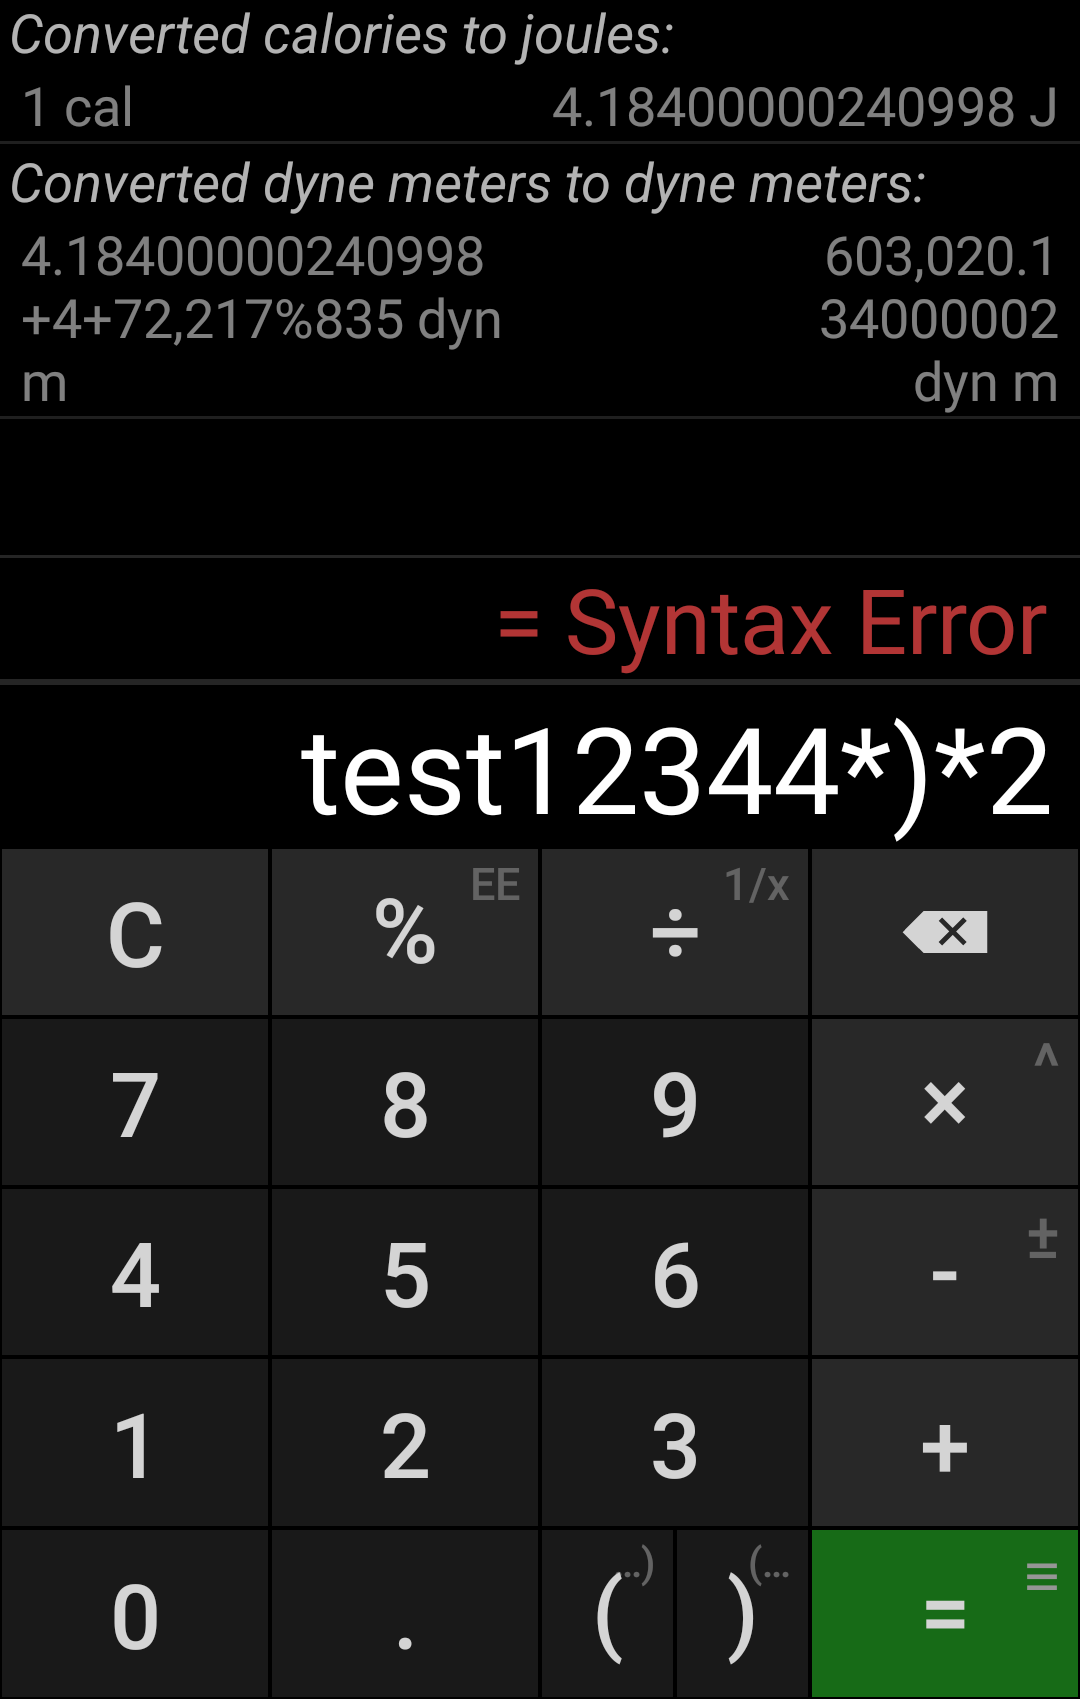 Converted calories to joules:
1 cal 4.18400000240998 J
Converted dyne meters to dyne meters:
4.18400000240998 603,020.1
+4+72,217%835 dyn 34000002
m dyn m
= Syntax Error
test12344*)*2
C % EE ÷ 1/x
7 8 9 × ^
4 5 6 - ±
1 2 3 +
0 . ( ..) ) (... = ≡